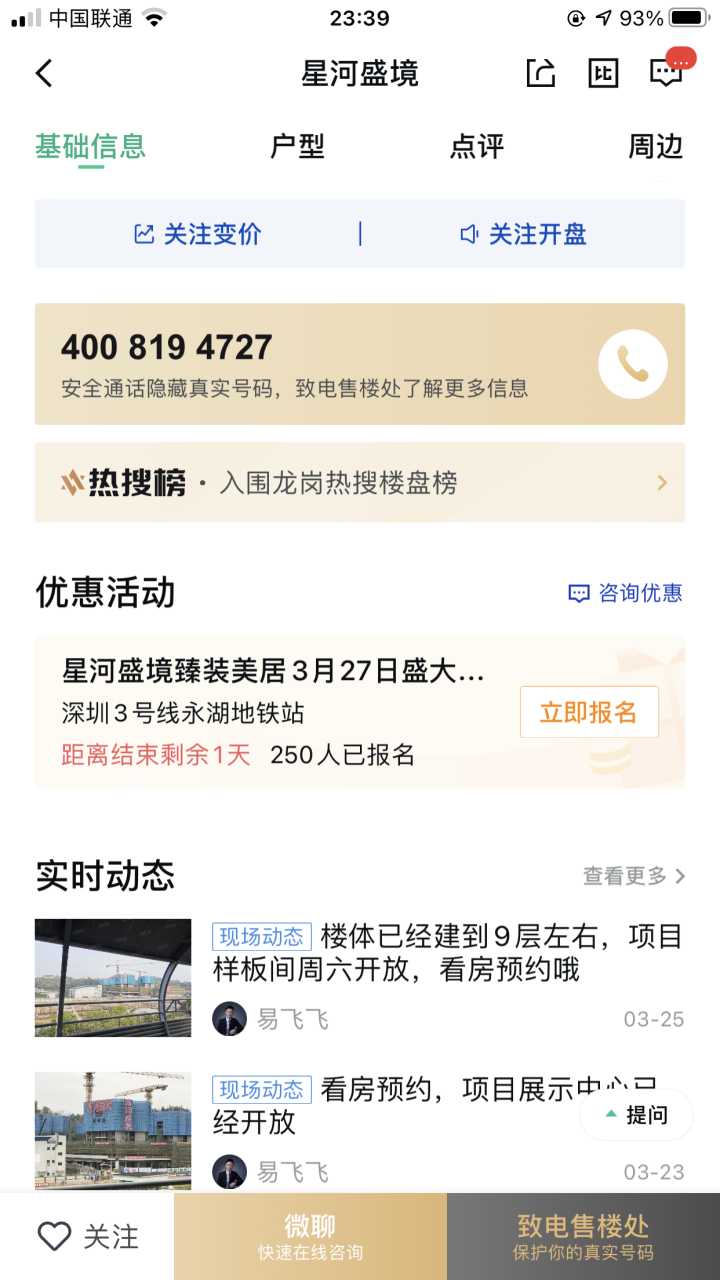 中国联通 23:39 93%
星河盛境 比
基础信息 户型 点评 周边
关注变价 | 关注开盘
400 819 4727
安全通话隐藏真实号码，致电售楼处了解更多信息
热搜榜 · 入围龙岗热搜楼盘榜
优惠活动 咨询优惠
星河盛境臻装美居3月27日盛大...
深圳3号线永湖地铁站
立即报名
距离结束剩余1天 250人已报名
实时动态 查看更多
现场动态 楼体已经建到9层左右，项目
样板间周六开放，看房预约哦
易飞飞 03-25
现场动态 看房预约，项目展示中心已
经开放
提问
易飞飞 03-23
关注
微聊
快速在线咨询
致电售楼处
保护你的真实号码